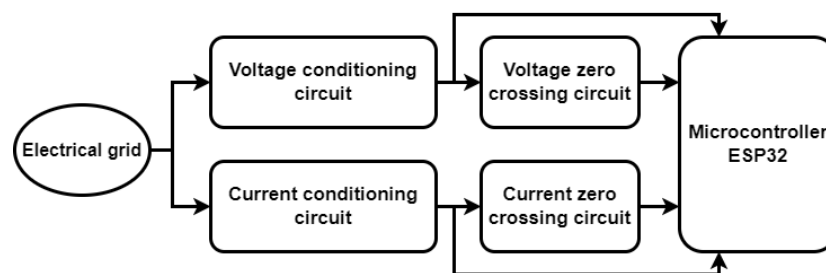 Voltage conditioning
circuit
Voltage zero
crossing circuit
Electrical grid
Microcontroller
ESP32
Current conditioning
circuit
Current zero
crossing circuit